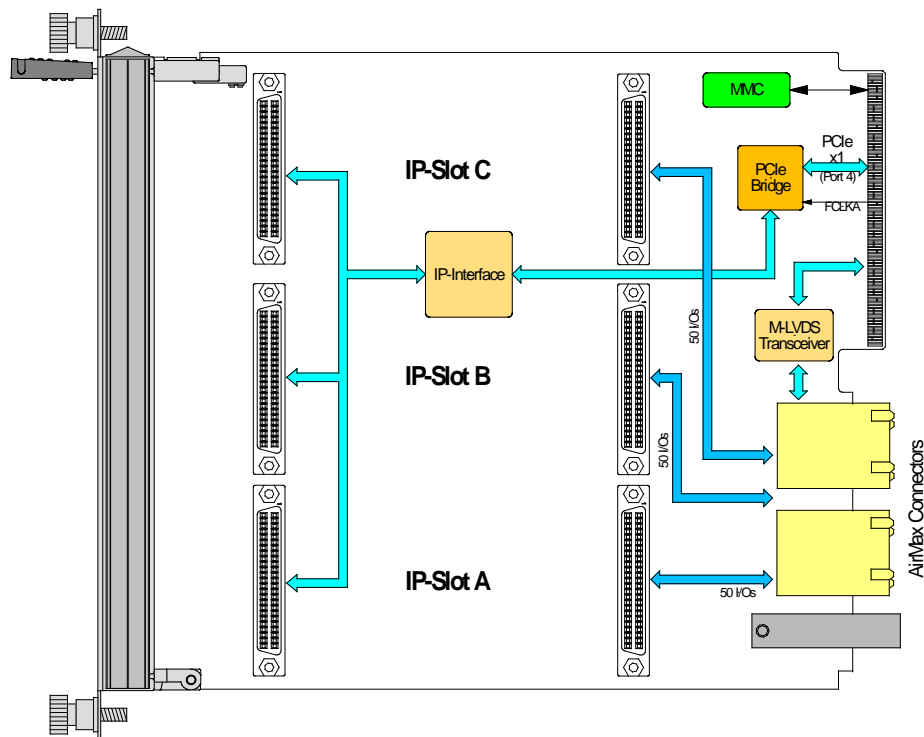 MMC
IP-Slot C
PCIe
x1
(Port 4)
PCIe
Bridge
FCLKA
IP-Interface
M-LVDS
Transceiver
50 I/Os
IP-Slot B
50 I/Os
AirMax Connectors
IP-Slot A
50 I/Os